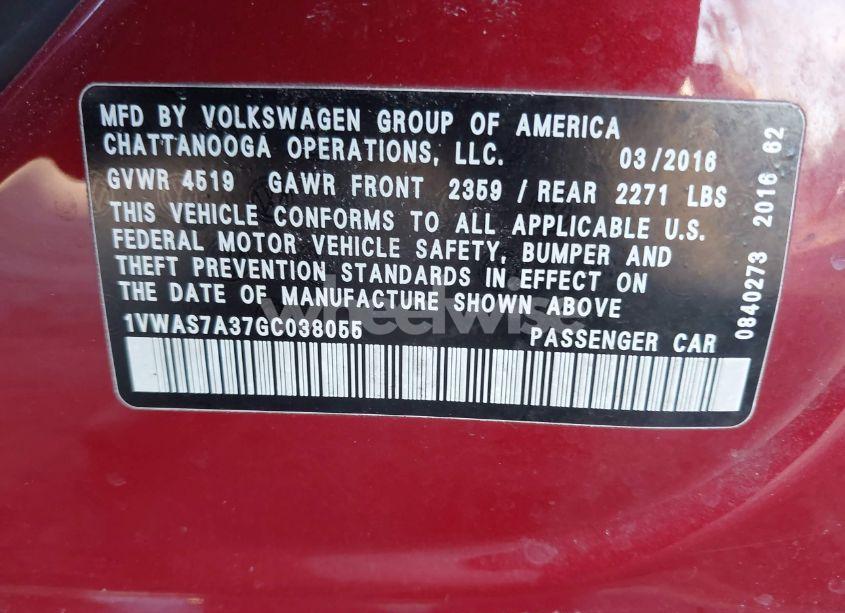 MFD BY VOLKSWAGEN GROUP OF AMERICA
CHATTANOOGA OPERATIONS, LLC. 03/2016
GVWR 4519 GAWR FRONT 2359 / REAR 2271 LBS
THIS VEHICLE CONFORMS TO ALL APPLICABLE U.S.
FEDERAL MOTOR VEHICLE SAFETY, BUMPER AND
THEFT PREVENTION STANDARDS IN EFFECT ON
THE DATE OF MANUFACTURE SHOWN ABOVE
1VWAS7A37GC038055 PASSENGER CAR
0840273 2016 62
wheelwise